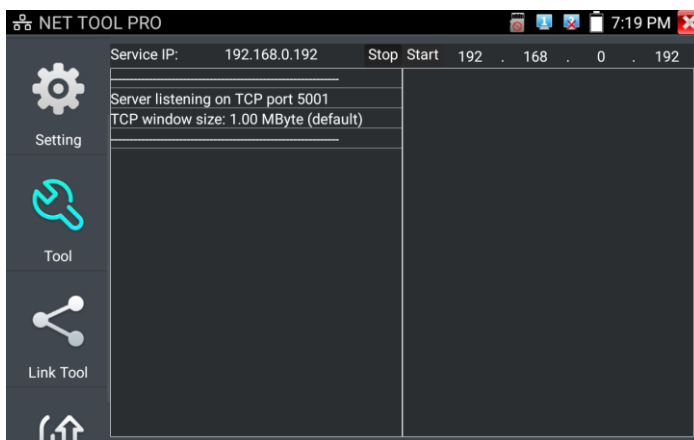 NET TOOL PRO 7:19 PM
Service IP: 192.168.0.192 Stop Start 192 . 168 . 0 . 192
Server listening on TCP port 5001
TCP window size: 1.00 MByte (default)
Setting
Tool
Link Tool